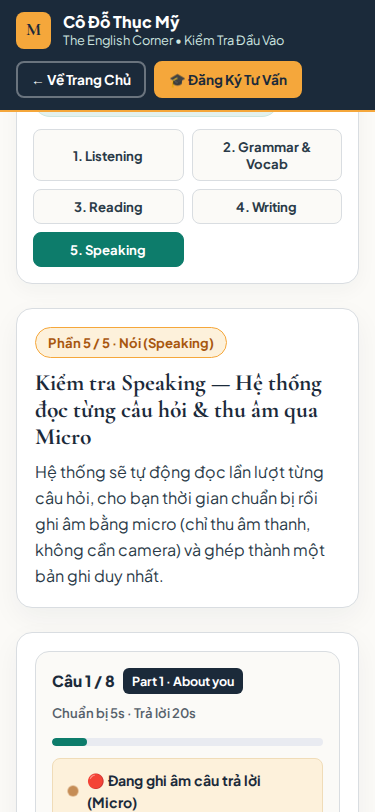 M
Cô Đỗ Thục Mỹ
The English Corner • Kiểm Tra Đầu Vào
← Về Trang Chủ
🎓 Đăng Ký Tư Vấn
1. Listening
2. Grammar &
Vocab
3. Reading
4. Writing
5. Speaking
Phần 5 / 5 · Nói (Speaking)
Kiểm tra Speaking — Hệ thống
đọc từng câu hỏi & thu âm qua
Micro
Hệ thống sẽ tự động đọc lần lượt từng
câu hỏi, cho bạn thời gian chuẩn bị rồi
ghi âm bằng micro (chỉ thu âm thanh,
không cần camera) và ghép thành một
bản ghi duy nhất.
Câu 1 / 8
Part 1 · About you
Chuẩn bị 5s · Trả lời 20s
🔴 Đang ghi âm câu trả lời
(Micro)